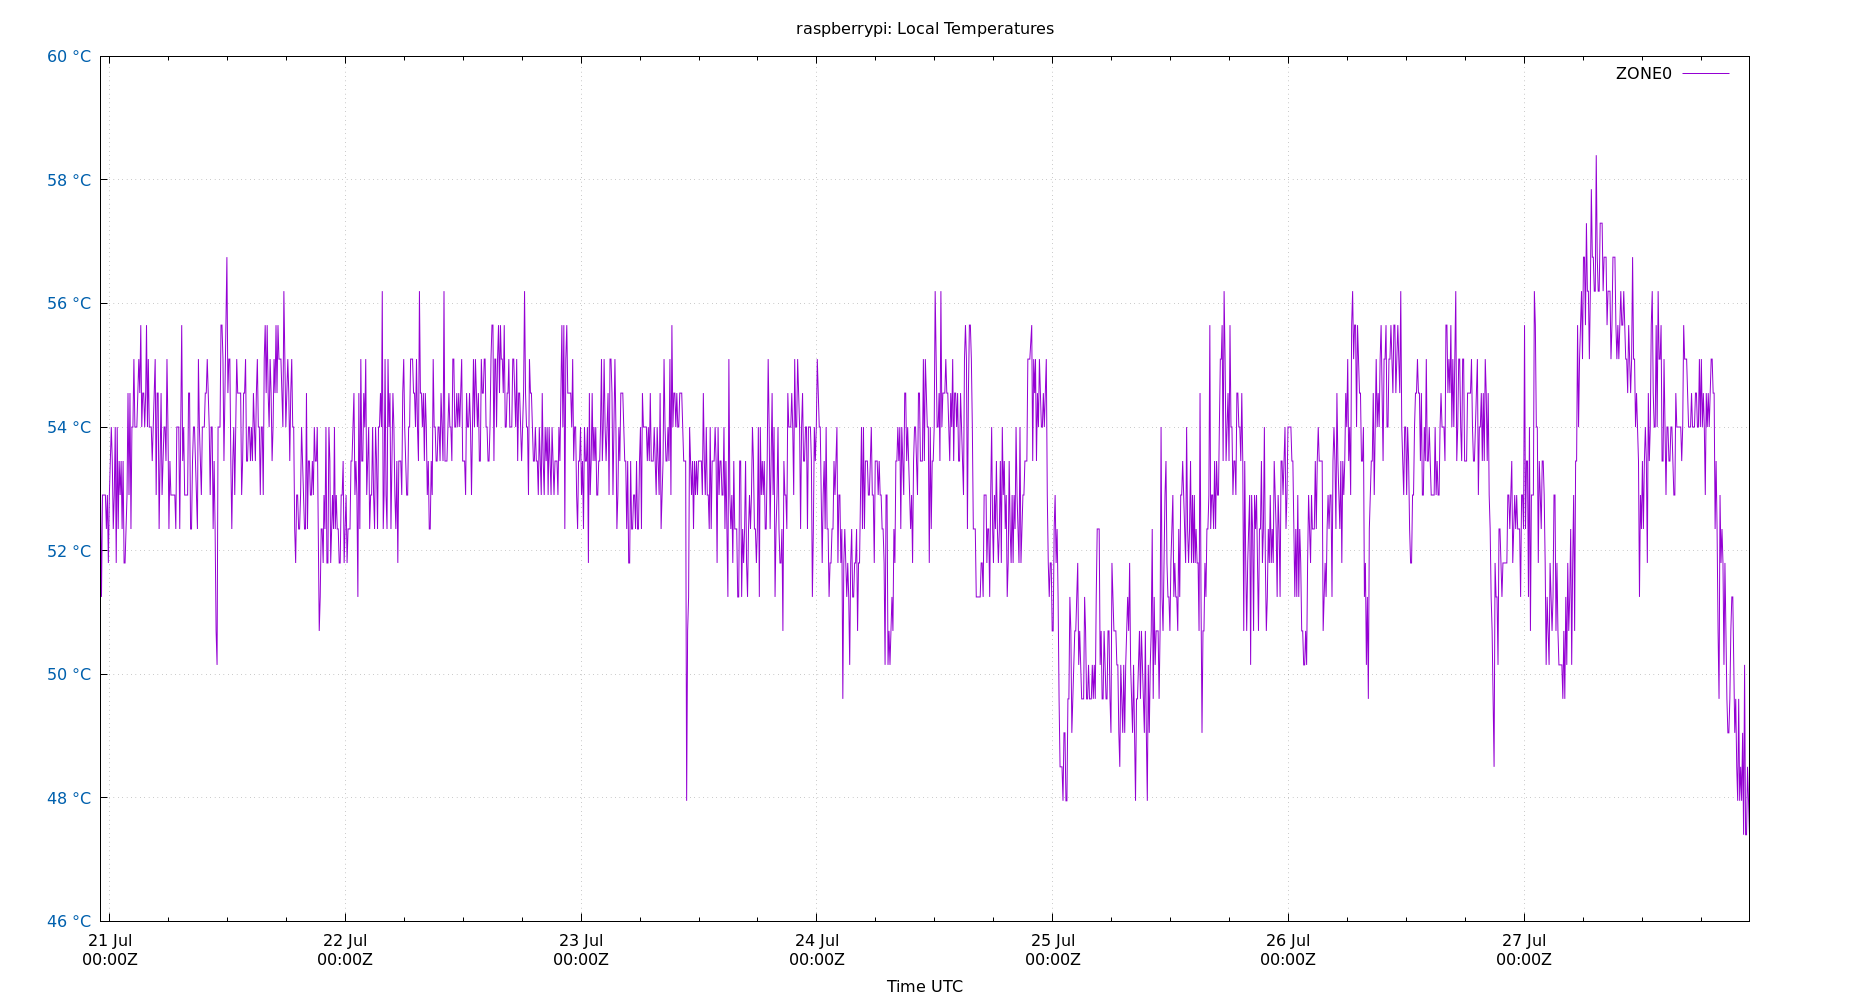 raspberrypi: Local Temperatures
60 °C
ZONE0
58 °C
56 °C
54 °C
52 °C
50 °C
48 °C
46 °C
21 Jul 22 Jul 23 Jul 24 Jul 25 Jul 26 Jul 27 Jul
00:00Z 00:00Z 00:00Z 00:00Z 00:00Z 00:00Z 00:00Z
Time UTC